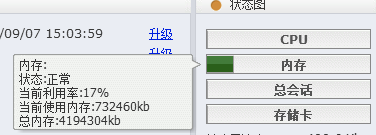 状态图
/09/07 15:03:59 升级
CPU
内存:
状态:正常
当前利用率:17%
当前使用内存:732460kb
总内存:4194304kb
内存
总会话
存储卡